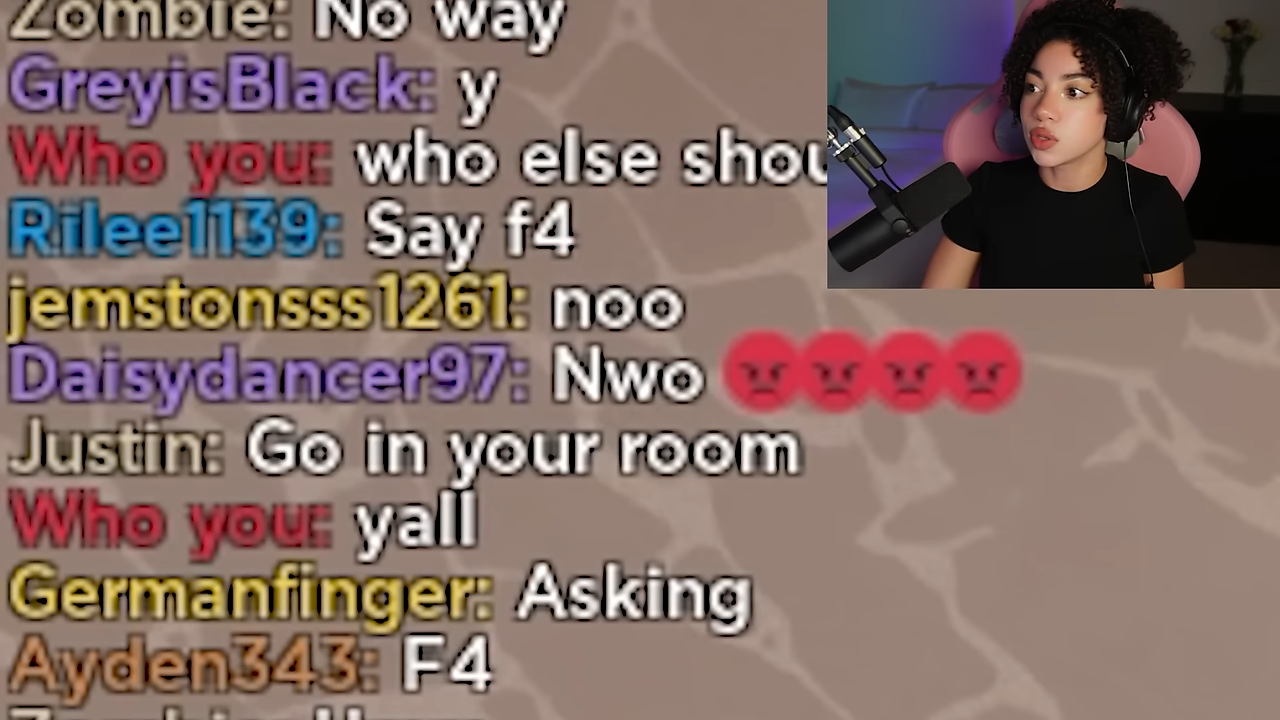 Zombie: No way
GreyisBlack: y
Who you: who else
Rilee1139: Say f4
jemstonsss1261: noo
Daisydancer97: Nwo 😡😡😡😡
Justin: Go in your room
Who you: yall
Germanfinger: Asking
Ayden343: F4